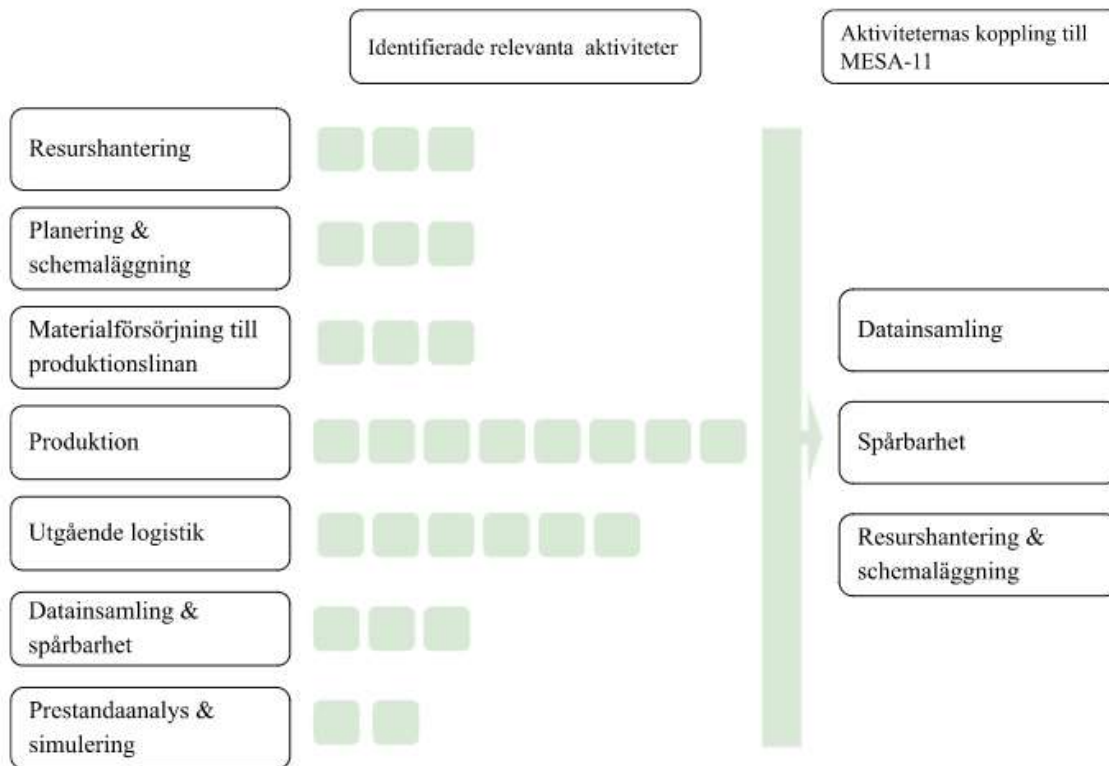 Identifierade relevanta aktiviteter
Aktiviteternas koppling till
MESA-11
Resurshantering
Planering &
schemaläggning
Materialförsörjning till
produktionslinan
Produktion
Utgående logistik
Datainsamling &
spårbarhet
Prestandaanalys &
simulering
Datainsamling
Spårbarhet
Resurshantering &
schemaläggning